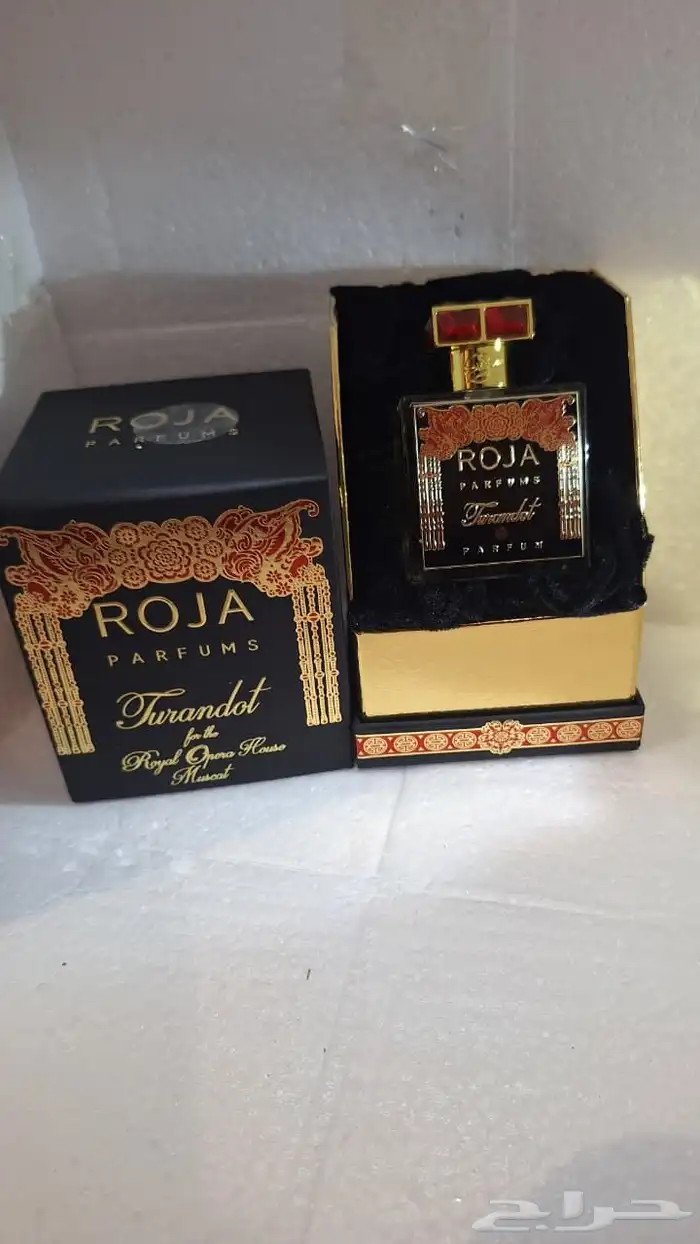 ROJA
PARFUMS
ROJA
PARFUMS
Turandot
for the
Royal Opera House
Muscat
ROJA
PARFUMS
Turandot
PARFUM
حراج